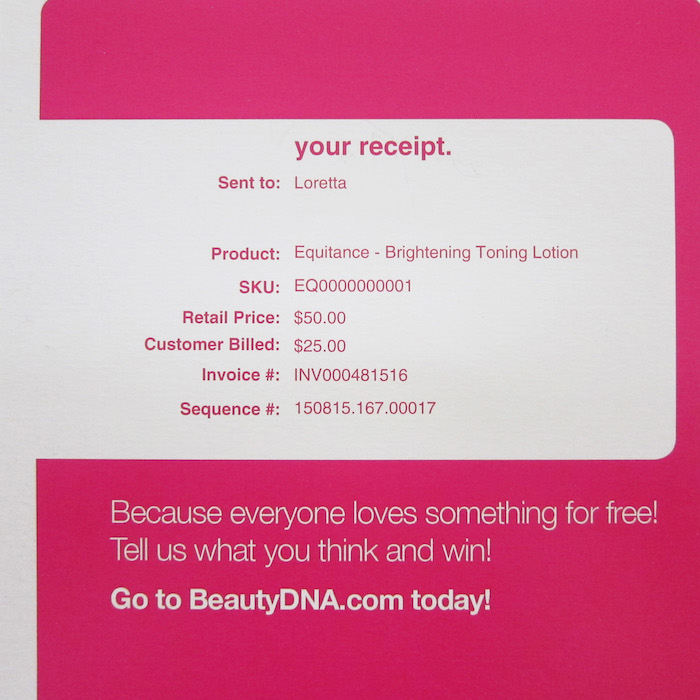 your receipt.
Sent to: Loretta
Product: Equitance - Brightening Toning Lotion
SKU: EQ0000000001
Retail Price: $50.00
Customer Billed: $25.00
Invoice #: INV000481516
Sequence #: 150815.167.00017
Because everyone loves something for free!
Tell us what you think and win!
Go to BeautyDNA.com today!